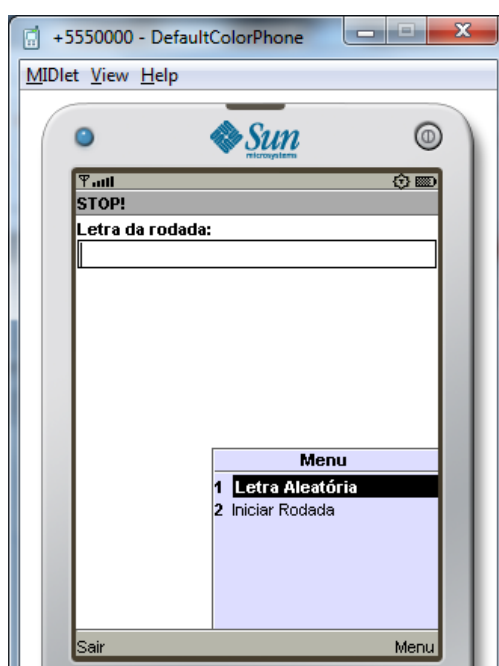 +5550000 - DefaultColorPhone
MIDlet View Help
Sun
microsystems
STOP!
Letra da rodada:
Menu
1 Letra Aleatória
2 Iniciar Rodada
Sair Menu